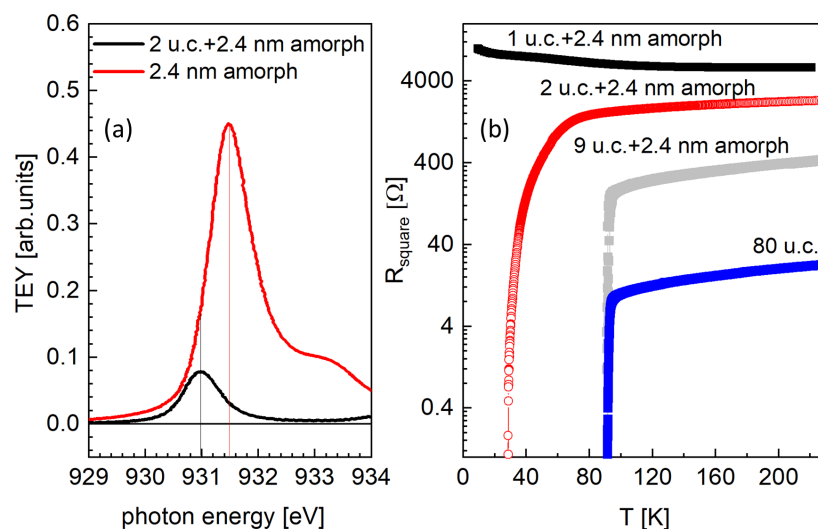 0.6
0.5
0.4
0.3
0.2
0.1
0.0
TEY [arb.units]
2 u.c.+2.4 nm amorph
2.4 nm amorph
(a)
929 930 931 932 933 934
photon energy [eV]
4000
400
40
4
0.4
Rsquare [Ω]
1 u.c.+2.4 nm amorph
2 u.c.+2.4 nm amorph
(b)
9 u.c.+2.4 nm amorph
80 u.c.
0 40 80 120 160 200
T [K]